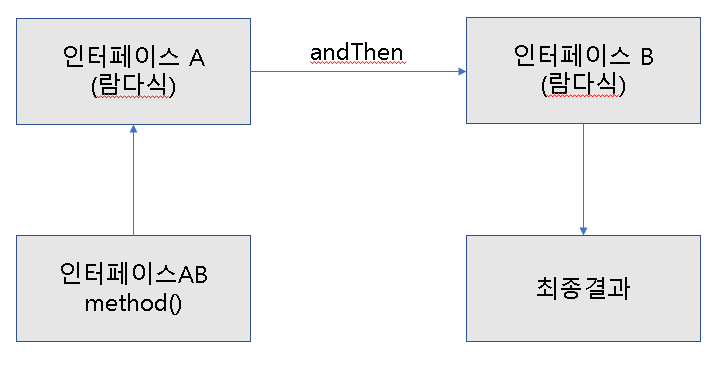 인터페이스 A
(람다식)
andThen
인터페이스 B
(람다식)
인터페이스AB
method()
최종결과